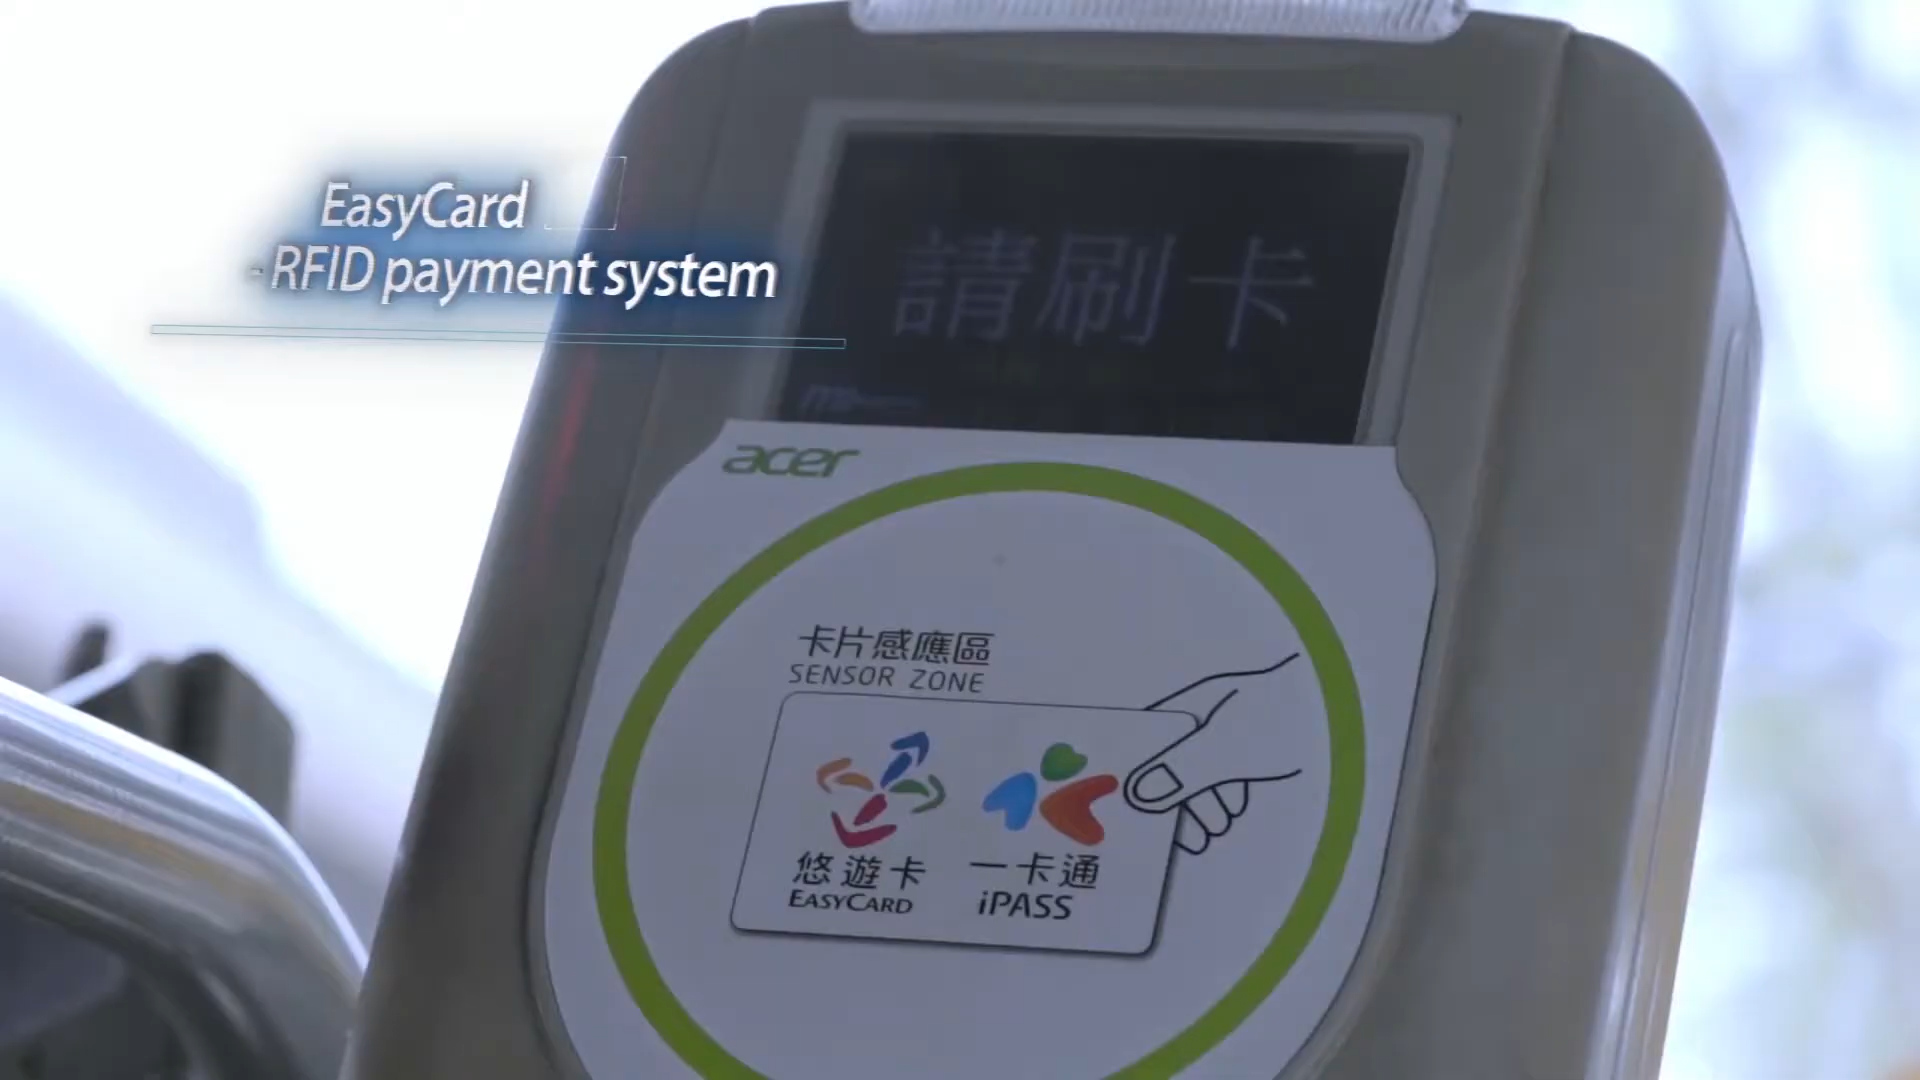 EasyCard
- RFID payment system
請刷卡
acer
卡片感應區
SENSOR ZONE
悠遊卡 一卡通
EASYCARD iPASS